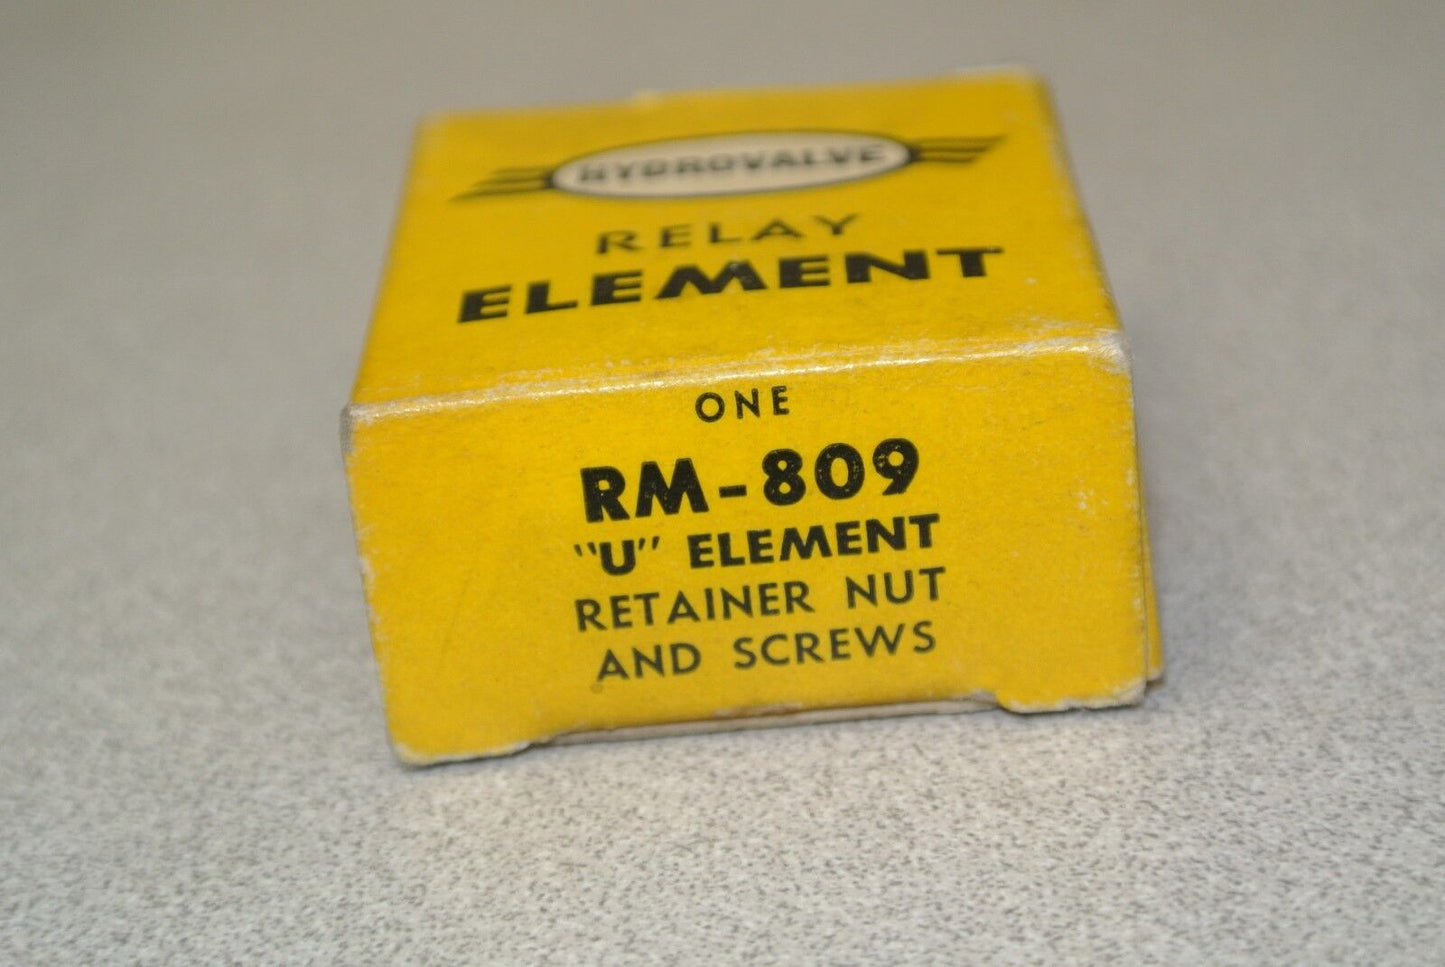 HYDROVALVE
RELAY
ELEMENT
ONE
RM-809
"U" ELEMENT
RETAINER NUT
AND SCREWS